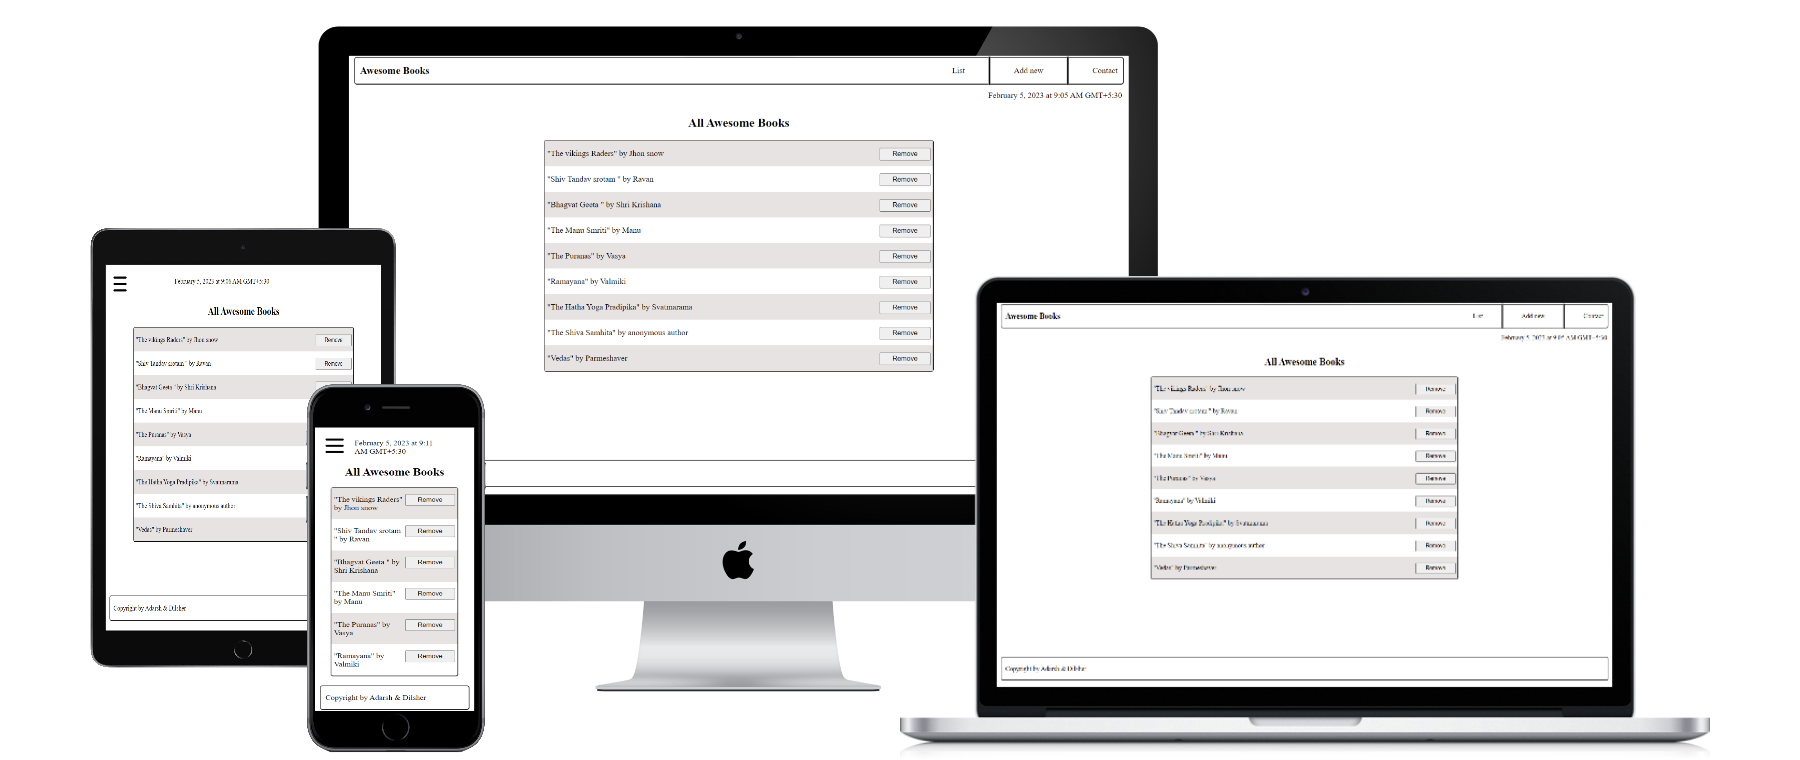 Awesome Books
List
Add new
Contact
February 5, 2023 at 9:05 AM GMT+5:30
All Awesome Books
"The vikings Raders" by Jhon snow
Remove
"Shiv Tandav srotam " by Ravan
Remove
"Bhagvat Geeta " by Shri Krishana
Remove
"The Manu Smriti" by Manu
Remove
"The Puranas" by Vasya
Remove
"Ramayana" by Valmiki
Remove
"The Hatha Yoga Pradipika" by Svatmarama
Remove
"The Shiva Samhita" by anonymous author
Remove
"Vedas" by Parmeshaver
Remove
February 5, 2023 at 9:06 AM GMT+5:30
All Awesome Books
"The vikings Raders" by Jhon snow
Remove
"Shiv Tandav srotam " by Ravan
Remove
"Bhagvat Geeta " by Shri Krishana
"The Manu Smriti" by Manu
"The Puranas" by Vasya
"Ramayana" by Valmiki
"The Hatha Yoga Pradipika" by Svatmarama
"The Shiva Samhita" by anonymous author
"Vedas" by Parmeshaver
Copyright by Adarsh & Dilsher
February 5, 2023 at 9:11
AM GMT+5:30
All Awesome Books
"The vikings Raders"
by Jhon snow
Remove
"Shiv Tandav srotam
" by Ravan
Remove
"Bhagvat Geeta " by
Shri Krishana
Remove
"The Manu Smriti"
by Manu
Remove
"The Puranas" by
Vasya
Remove
"Ramayana" by
Valmiki
Remove
Copyright by Adarsh & Dilsher
Awesome Books
List
Add new
Contact
February 5, 2023 at 9:05 AM GMT+5:30
All Awesome Books
"The vikings Raders" by Jhon snow
Remove
"Shiv Tandav srotam " by Ravan
Remove
"Bhagvat Geeta " by Shri Krishana
Remove
"The Manu Smriti" by Manu
Remove
"The Puranas" by Vasya
Remove
"Ramayana" by Valmiki
Remove
"The Hatha Yoga Pradipika" by Svatmarama
Remove
"The Shiva Samhita" by anonymous author
Remove
"Vedas" by Parmeshaver
Remove
Copyright by Adarsh & Dilsher